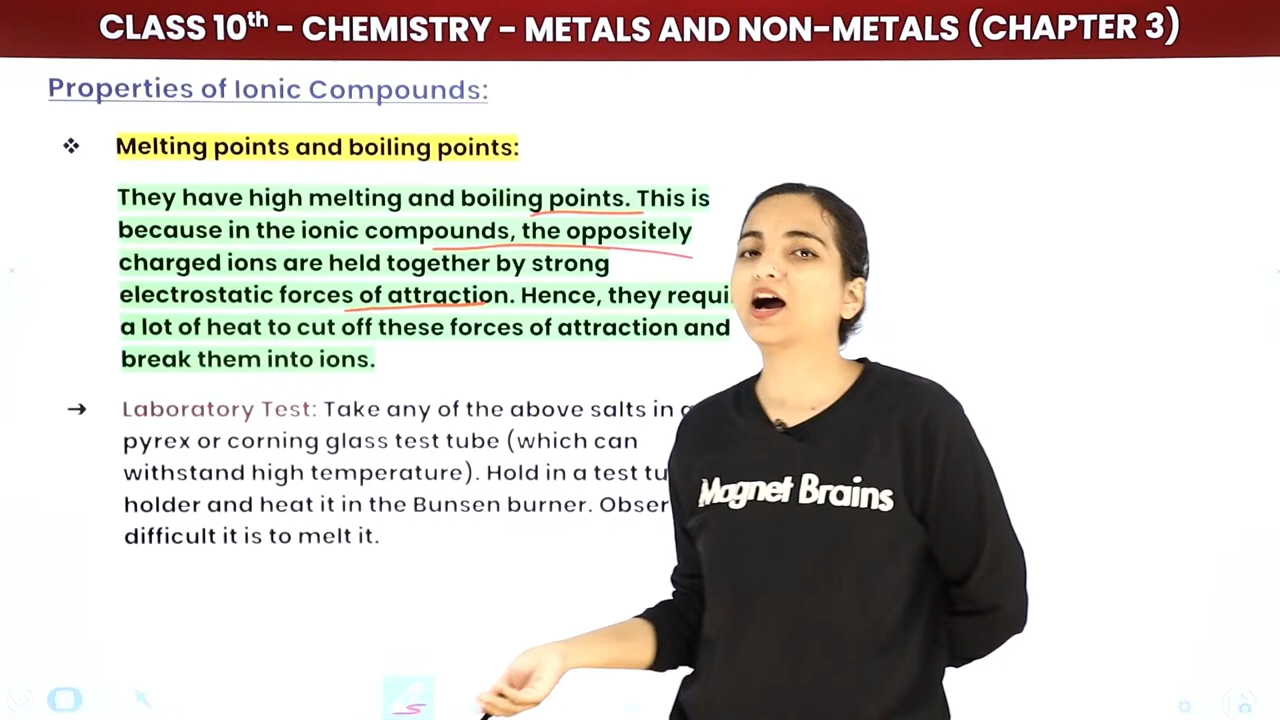 CLASS 10th - CHEMISTRY - METALS AND NON-METALS (CHAPTER 3)
Properties of Ionic Compounds:
❖ Melting points and boiling points:
They have high melting and boiling points. This is
because in the ionic compounds, the oppositely
charged ions are held together by strong
electrostatic forces of attraction. Hence, they
a lot of heat to cut off these forces of attraction and
break them into ions.
→ Laboratory Test: Take any of the above salts in
pyrex or corning glass test tube (which can
withstand high temperature). Hold in a test
holder and heat it in the Bunsen burner.
difficult it is to melt it.
Magnet Brains